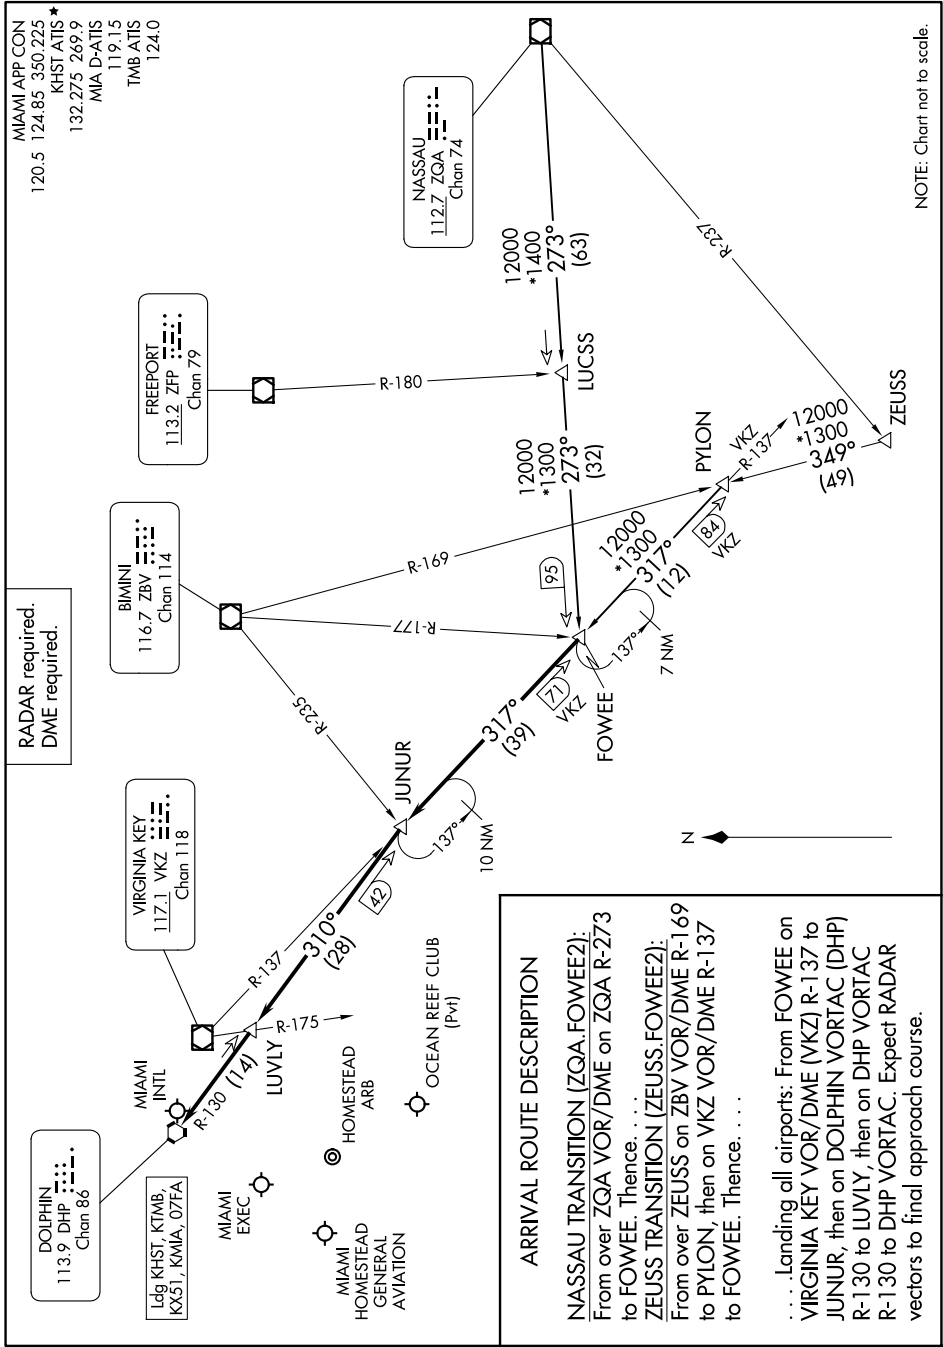 MIAMI APP CON
120.5 124.85 350.225
KHST ATIS ★
132.275 269.9
MIA D-ATIS
119.15
TMB ATIS
124.0
RADAR required.
DME required.
DOLPHIN
113.9 DHP
Chan 86
Ldg KHST, KTMB,
KX51, KMIA, 07FA
VIRGINIA KEY
117.1 VKZ
Chan 118
BIMINI
116.7 ZBV
Chan 114
FREEPORT
113.2 ZFP
Chan 79
NASSAU
112.7 ZQA
Chan 74
MIAMI
INTL
MIAMI
EXEC
MIAMI
HOMESTEAD
GENERAL
AVIATION
HOMESTEAD
ARB
OCEAN REEF CLUB
(Pvt)
R-130
(14)
LUVLY
R-175
R-137
310°
(28)
42
JUNUR
137°
10 NM
R-235
317°
(39)
71
VKZ
FOWEE
137°
7 NM
R-177
R-169
95
12000
*1300
273°
(32)
R-180
LUCSS
12000
*1400
273°
(63)
12000
*1300
317°
(12)
84
VKZ
PYLON
R-137
VKZ
12000
*1300
349°
(49)
ZEUSS
R-237
N
NOTE: Chart not to scale.
ARRIVAL ROUTE DESCRIPTION
NASSAU TRANSITION (ZQA.FOWEE2):
From over ZQA VOR/DME on ZQA R-273
to FOWEE. Thence. . . .
ZEUSS TRANSITION (ZEUSS.FOWEE2):
From over ZEUSS on ZBV VOR/DME R-169
to PYLON, then on VKZ VOR/DME R-137
to FOWEE. Thence. . . .
. . . .Landing all airports: From FOWEE on
VIRGINIA KEY VOR/DME (VKZ) R-137 to
JUNUR, then on DOLPHIN VORTAC (DHP)
R-130 to LUVLY, then on DHP VORTAC
R-130 to DHP VORTAC. Expect RADAR
vectors to final approach course.